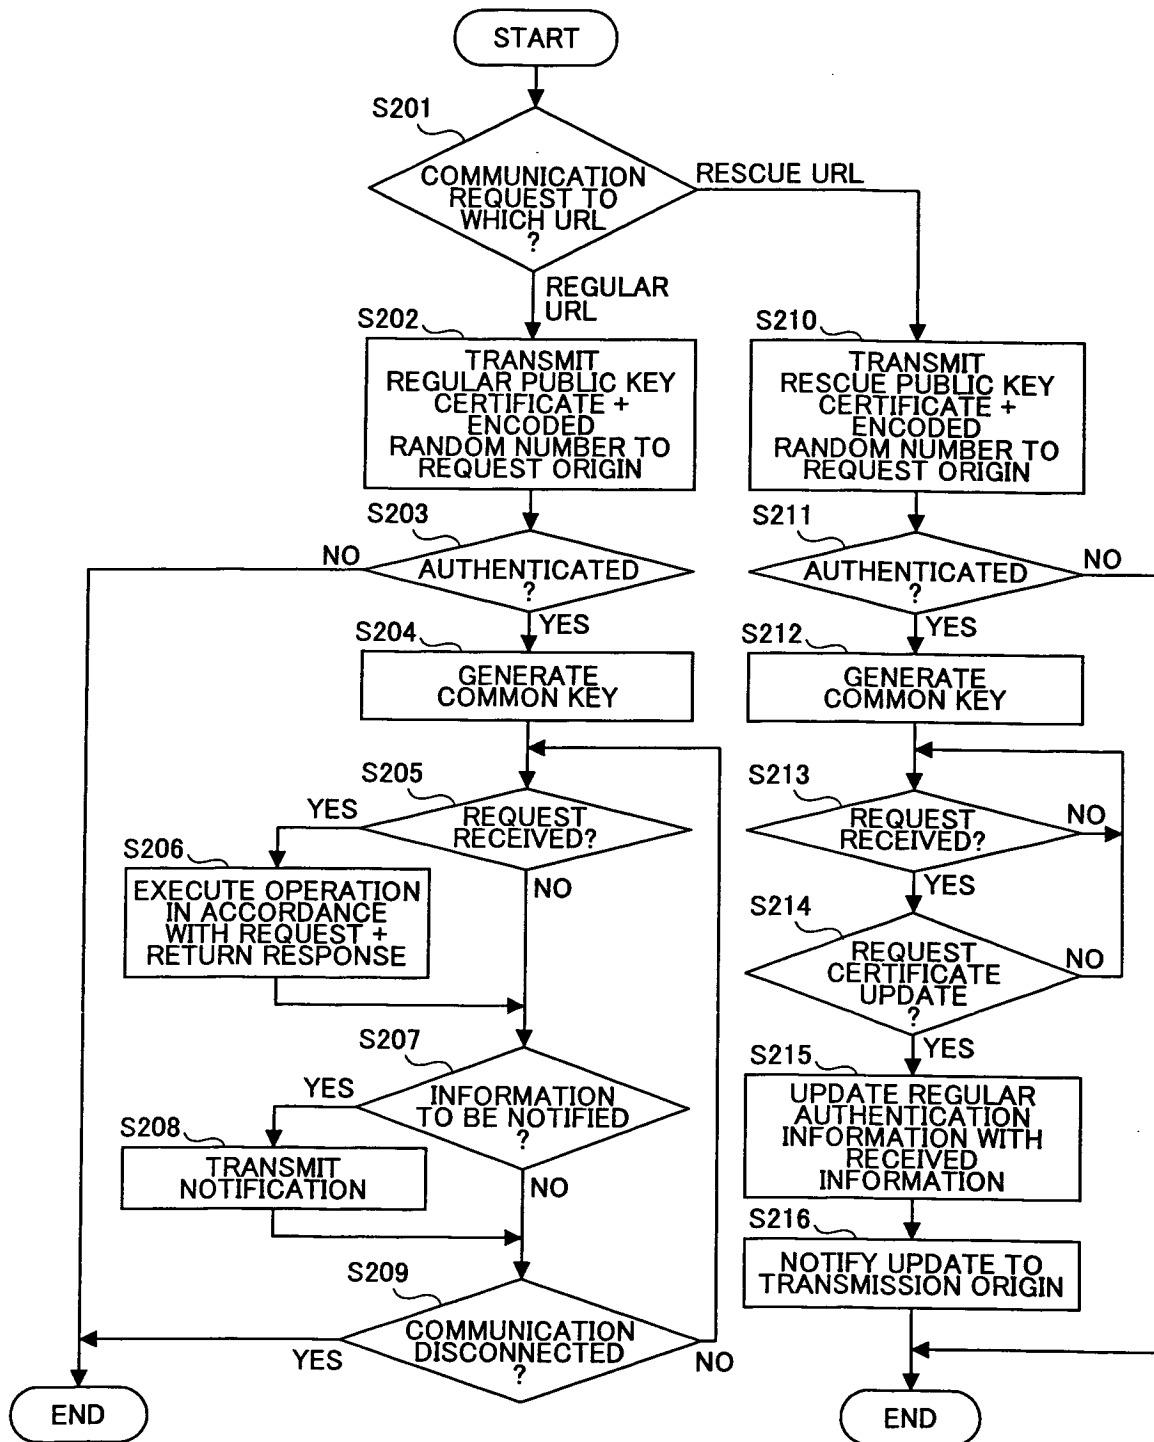 START
S201
COMMUNICATION
REQUEST TO
WHICH URL
?
RESCUE URL
REGULAR
URL
S202
TRANSMIT
REGULAR PUBLIC KEY
CERTIFICATE +
ENCODED
RANDOM NUMBER TO
REQUEST ORIGIN
S210
TRANSMIT
RESCUE PUBLIC KEY
CERTIFICATE +
ENCODED
RANDOM NUMBER TO
REQUEST ORIGIN
S203
NO
AUTHENTICATED
?
YES
S211
AUTHENTICATED
?
NO
YES
S204
GENERATE
COMMON KEY
S212
GENERATE
COMMON KEY
S205
YES
REQUEST
RECEIVED?
NO
S213
REQUEST
RECEIVED?
NO
YES
S206
EXECUTE OPERATION
IN ACCORDANCE
WITH REQUEST +
RETURN RESPONSE
S214
REQUEST
CERTIFICATE
UPDATE
?
NO
YES
S207
YES
INFORMATION
TO BE NOTIFIED
?
NO
S208
TRANSMIT
NOTIFICATION
S215
UPDATE REGULAR
AUTHENTICATION
INFORMATION WITH
RECEIVED
INFORMATION
S216
NOTIFY UPDATE TO
TRANSMISSION ORIGIN
S209
COMMUNICATION
DISCONNECTED
?
YES
NO
END
END